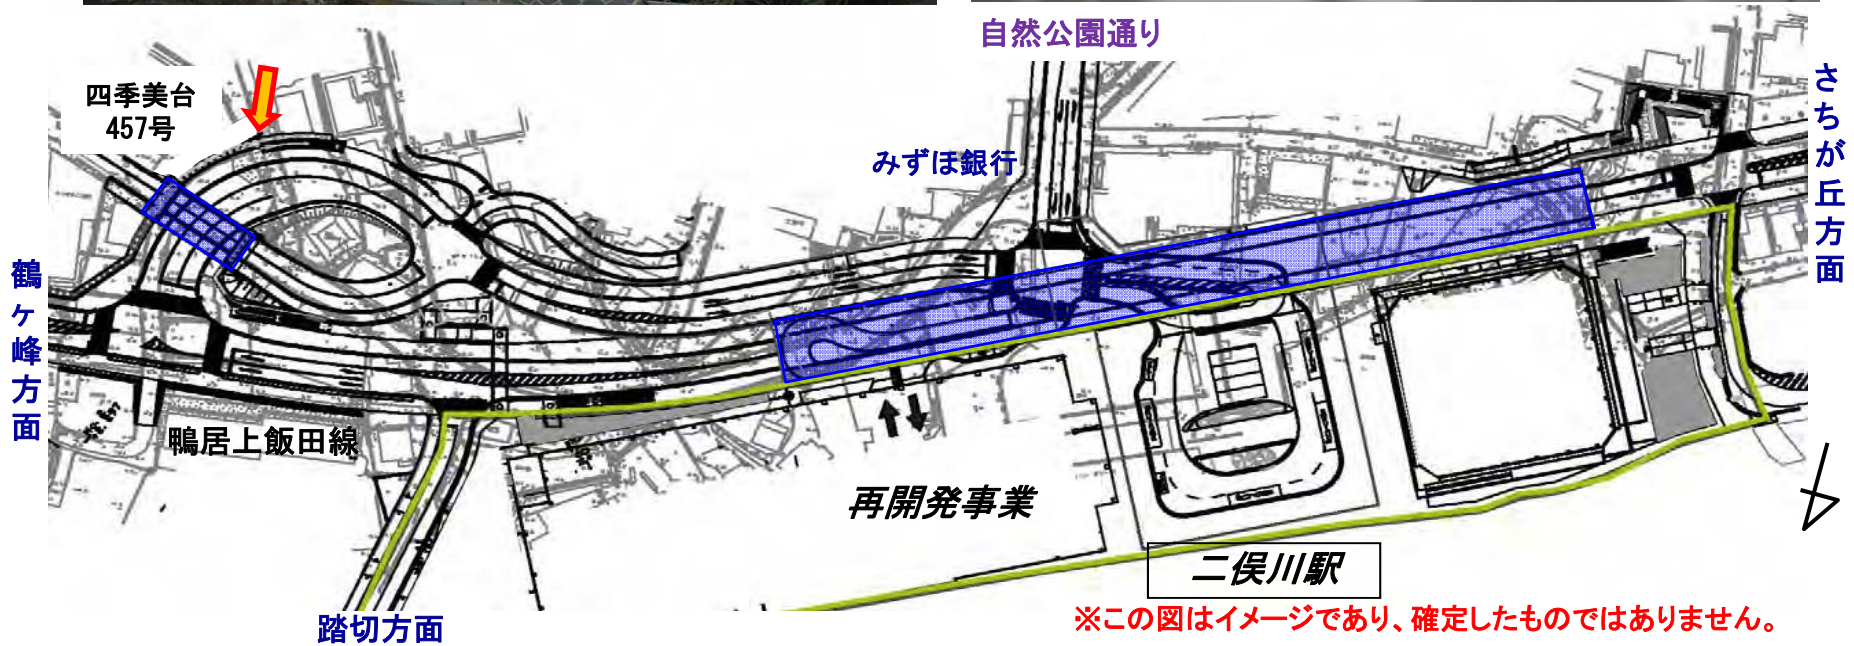 自然公園通り
四季美台
457号
みずほ銀行
さちが丘方面
鶴ヶ峰方面
鴨居上飯田線
再開発事業
二俣川駅
踏切方面
※この図はイメージであり、確定したものではありません。